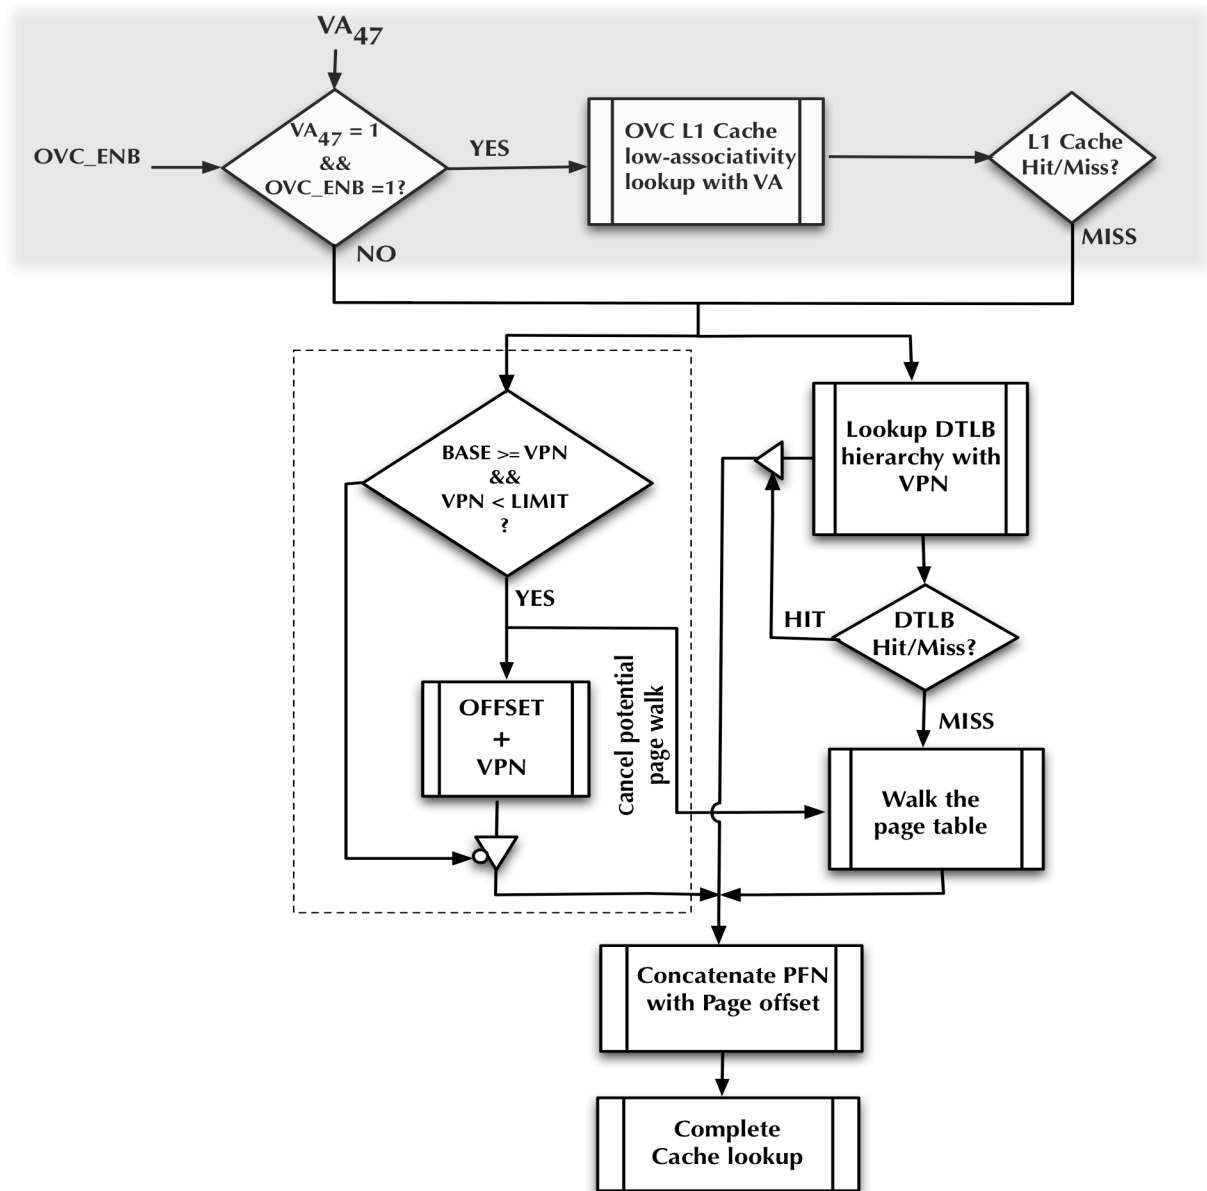 VA47
OVC_ENB
VA47 = 1
&&
OVC_ENB =1?
YES
NO
OVC L1 Cache
low-associativity
lookup with VA
L1 Cache
Hit/Miss?
MISS
BASE >= VPN
&&
VPN < LIMIT
?
YES
OFFSET
+
VPN
Cancel potential
page walk
Lookup DTLB
hierarchy with
VPN
HIT
DTLB
Hit/Miss?
MISS
Walk the
page table
Concatenate PFN
with Page offset
Complete
Cache lookup